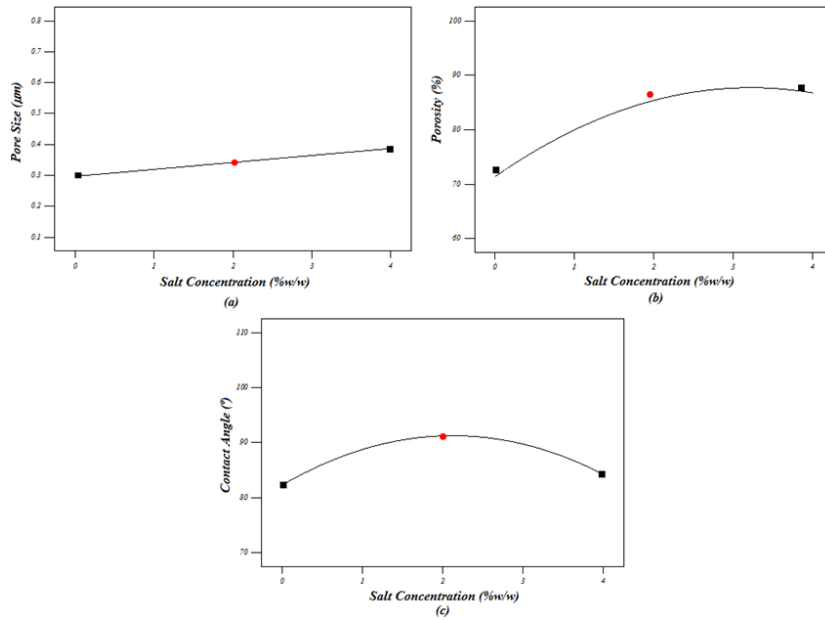 0.8
0.7
0.6
0.5
0.4
0.3
0.2
0.1
Pore Size (µm)
0 1 2 3 4
Salt Concentration (%w/w)
(a)
100
90
80
70
60
Porosity (%)
0 1 2 3 4
Salt Concentration (%w/w)
(b)
110
100
90
80
70
Contact Angle (°)
0 1 2 3 4
Salt Concentration (%w/w)
(c)